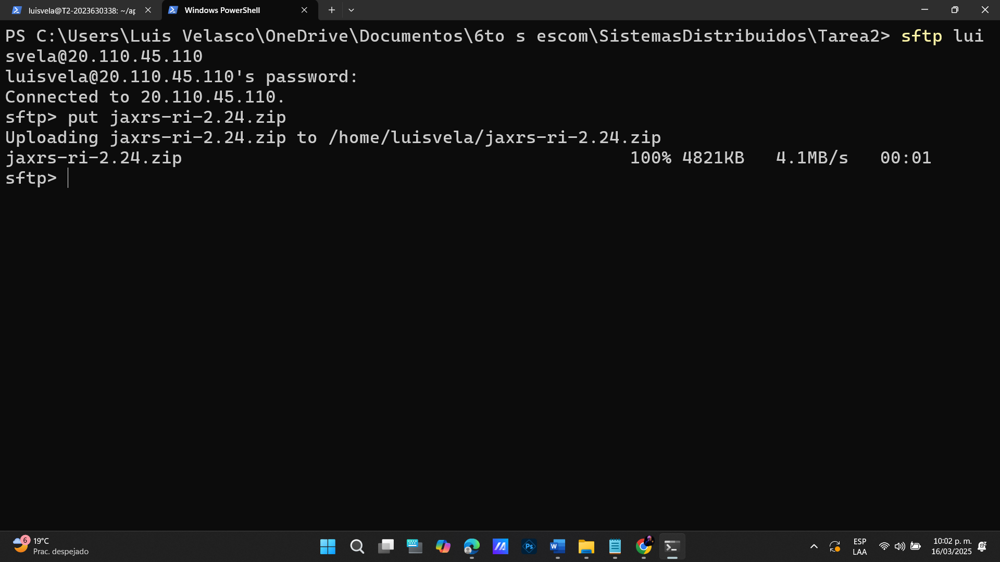 luisvela@T2-2023630338: ~/ap
Windows PowerShell
PS C:\Users\Luis Velasco\OneDrive\Documentos\6to s escom\SistemasDistribuidos\Tarea2> sftp lui
svela@20.110.45.110
luisvela@20.110.45.110's password:
Connected to 20.110.45.110.
sftp> put jaxrs-ri-2.24.zip
Uploading jaxrs-ri-2.24.zip to /home/luisvela/jaxrs-ri-2.24.zip
jaxrs-ri-2.24.zip 100% 4821KB 4.1MB/s 00:01
sftp>
6
19°C
Prac. despejado
Ps
W
ESP
LAA
10:02 p. m.
16/03/2025